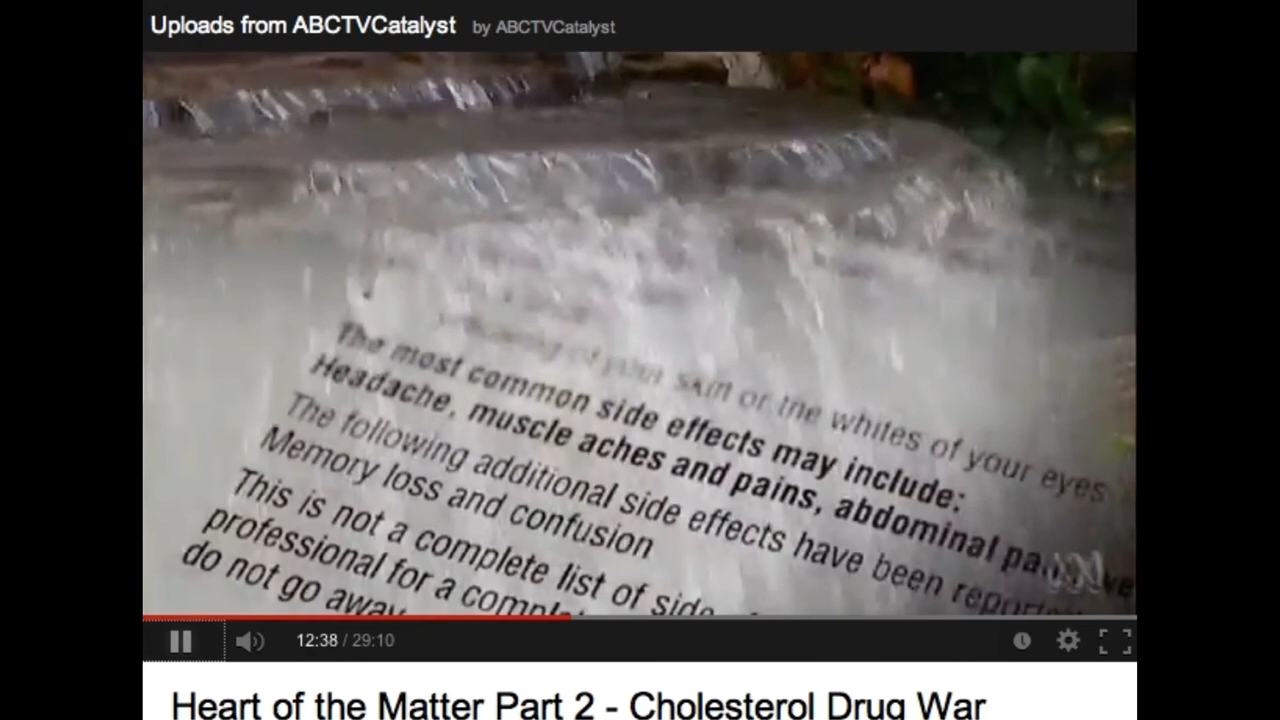 Uploads from ABCTVCatalyst by ABCTVCatalyst
of your skin or the whites of your eyes
The most common side effects may include:
Headache, muscle aches and pains, abdominal
The following additional side effects have been
Memory loss and confusion
This is not a complete list of side
professional for a
do not go away
12:38 / 29:10
Heart of the Matter Part 2 - Cholesterol Drug War